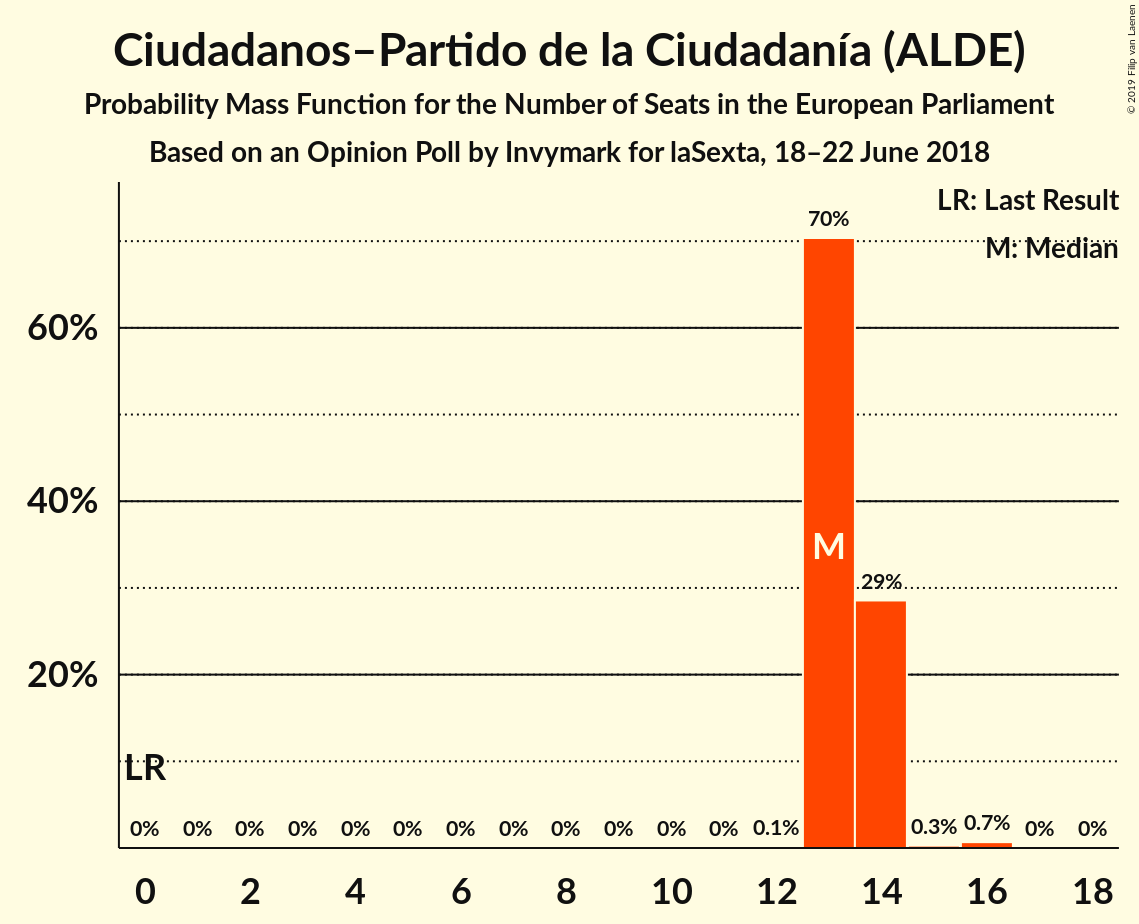 Ciudadanos–Partido de la Ciudadanía (ALDE)
Probability Mass Function for the Number of Seats in the European Parliament
Based on an Opinion Poll by Invymark for laSexta, 18–22 June 2018
© 2019 Filip van Laenen
LR: Last Result
M: Median
70%
60%
40%
M
29%
20%
LR
0% 0% 0% 0% 0% 0% 0% 0% 0% 0% 0% 0% 0.1% 0.3% 0.7% 0% 0%
0 2 4 6 8 10 12 14 16 18